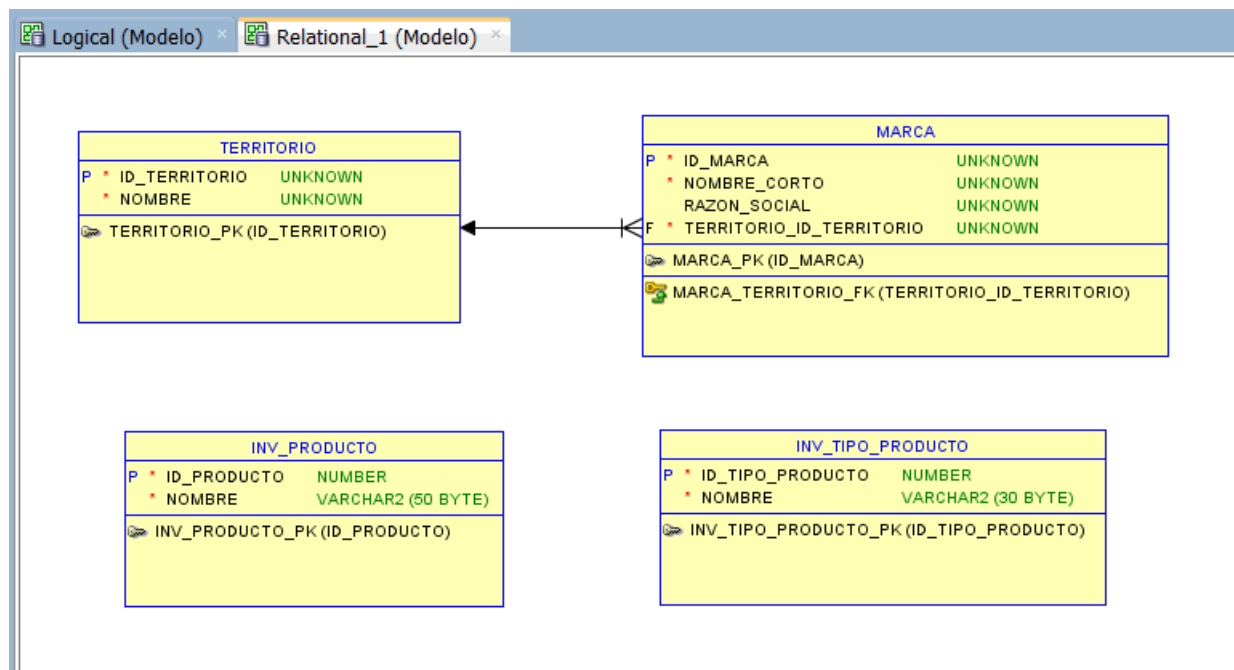 Logical (Modelo) × Relational_1 (Modelo) ×
TERRITORIO
P * ID_TERRITORIO UNKNOWN
* NOMBRE UNKNOWN
TERRITORIO_PK (ID_TERRITORIO)
MARCA
P * ID_MARCA UNKNOWN
* NOMBRE_CORTO UNKNOWN
RAZON_SOCIAL UNKNOWN
F * TERRITORIO_ID_TERRITORIO UNKNOWN
MARCA_PK (ID_MARCA)
MARCA_TERRITORIO_FK (TERRITORIO_ID_TERRITORIO)
INV_PRODUCTO
P * ID_PRODUCTO NUMBER
* NOMBRE VARCHAR2 (50 BYTE)
INV_PRODUCTO_PK (ID_PRODUCTO)
INV_TIPO_PRODUCTO
P * ID_TIPO_PRODUCTO NUMBER
* NOMBRE VARCHAR2 (30 BYTE)
INV_TIPO_PRODUCTO_PK (ID_TIPO_PRODUCTO)